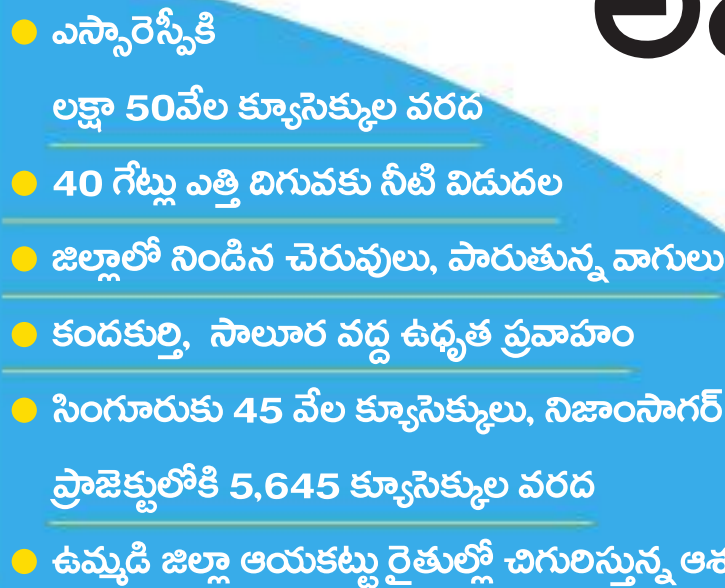 ఎస్సారెస్పీకి
లక్షా 50వేల క్యూసెక్కుల వరద
40 గేట్లు ఎత్తి దిగువకు నీటి విడుదల
జిల్లాలో నిండిన చెరువులు, పారుతున్న వాగులు
కందకుర్తి, సాలూర వద్ద ఉధృత ప్రవాహం
సింగూరుకు 45 వేల క్యూసెక్కులు, నిజాంసాగర్
ప్రాజెక్టులోకి 5,645 క్యూసెక్కుల వరద
ఉమ్మడి జిల్లా ఆయకట్టు రైతుల్లో చిగురిస్తున్న